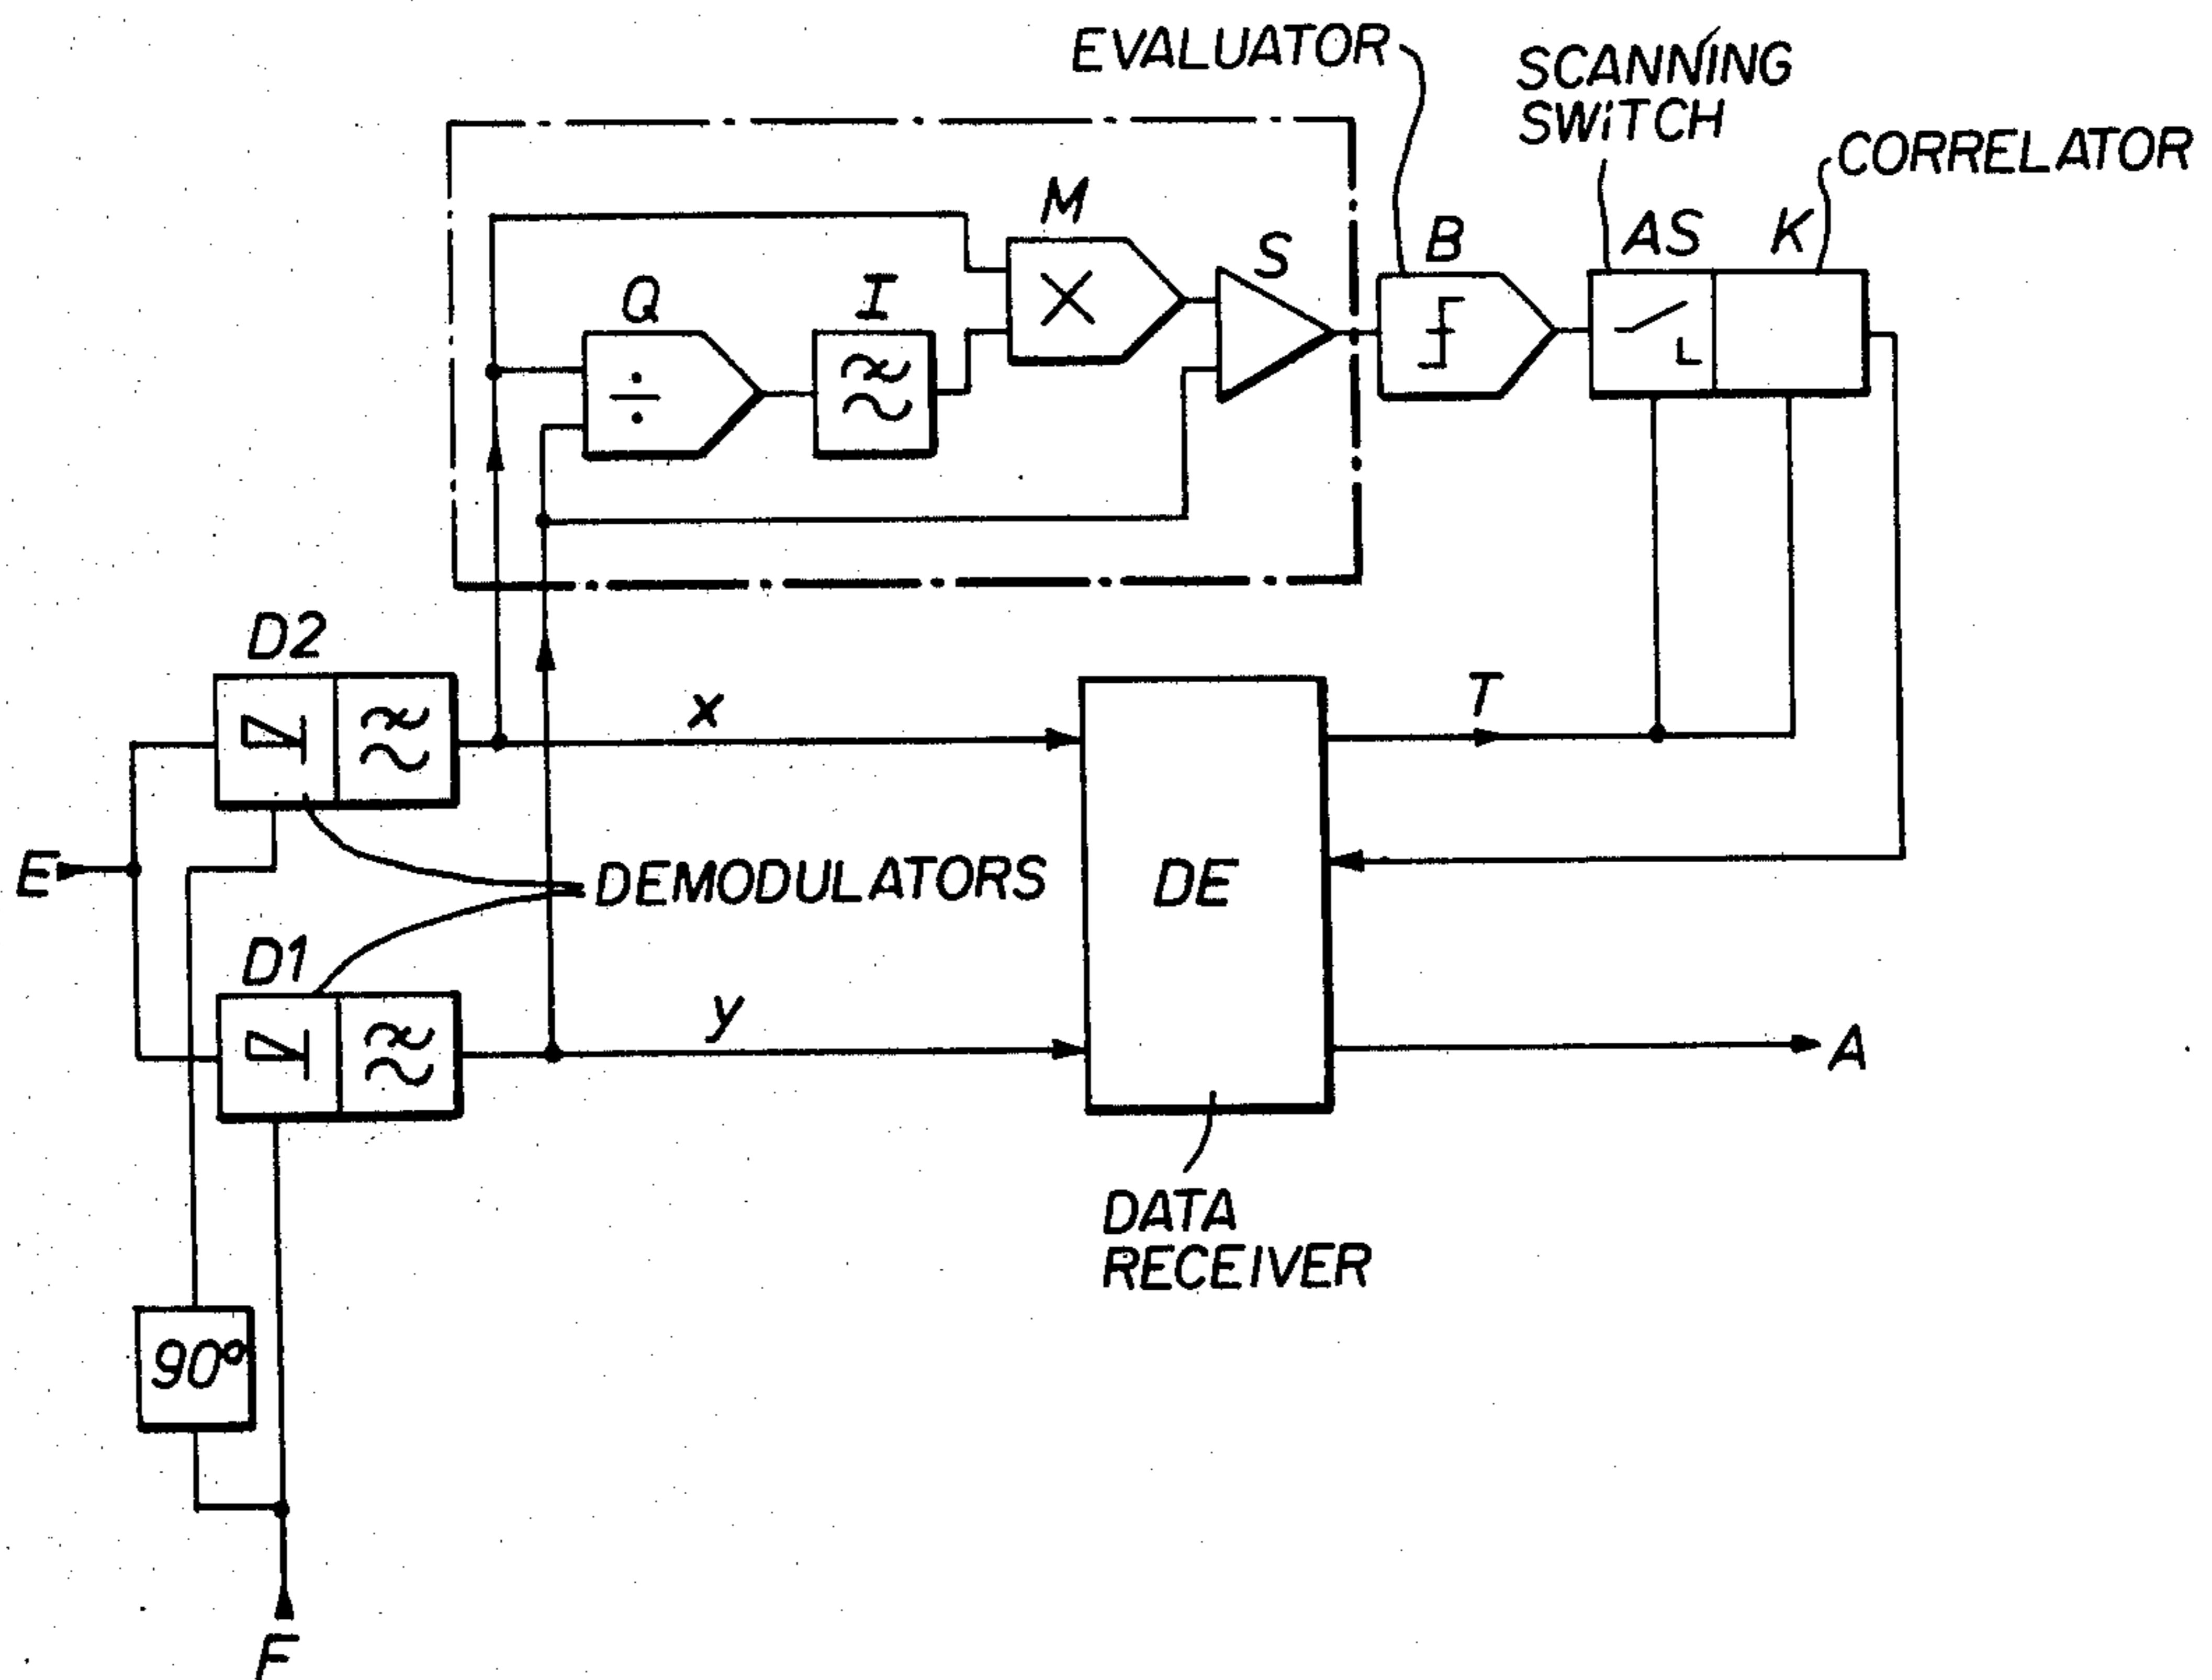 EVALUATOR
SCANNING
SWITCH
CORRELATOR
M
S
B
AS
K
Q
I
D2
x
T
E
DEMODULATORS
DE
D1
y
A
DATA
RECEIVER
90°
F